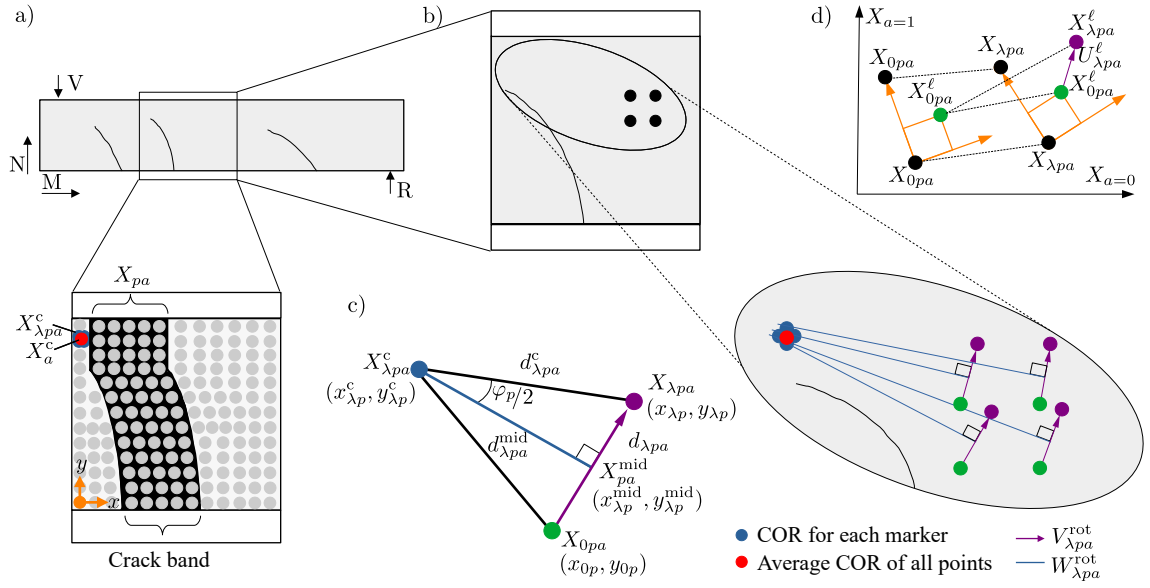 a)
V
N
M
R
b)
d)
X_{a=1}
X^ℓ_{λpa}
X_{0pa}
X_{λpa}
U^ℓ_{λpa}
X^ℓ_{0pa}
X^ℓ_{0pa}
X_{0pa}
X_{λpa}
X_{a=0}
X_{pa}
X^c_{λpa}
X^c_a
y
x
Crack band
c)
X^c_{λpa}
(x^c_{λp}, y^c_{λp})
d^c_{λpa}
φ_p/2
X_{λpa}
(x_{λp}, y_{λp})
d^{mid}_{λpa}
d_{λpa}
X^{mid}_{pa}
(x^{mid}_{λp}, y^{mid}_{λp})
X_{0pa}
(x_{0p}, y_{0p})
COR for each marker
Average COR of all points
V^{rot}_{λpa}
W^{rot}_{λpa}